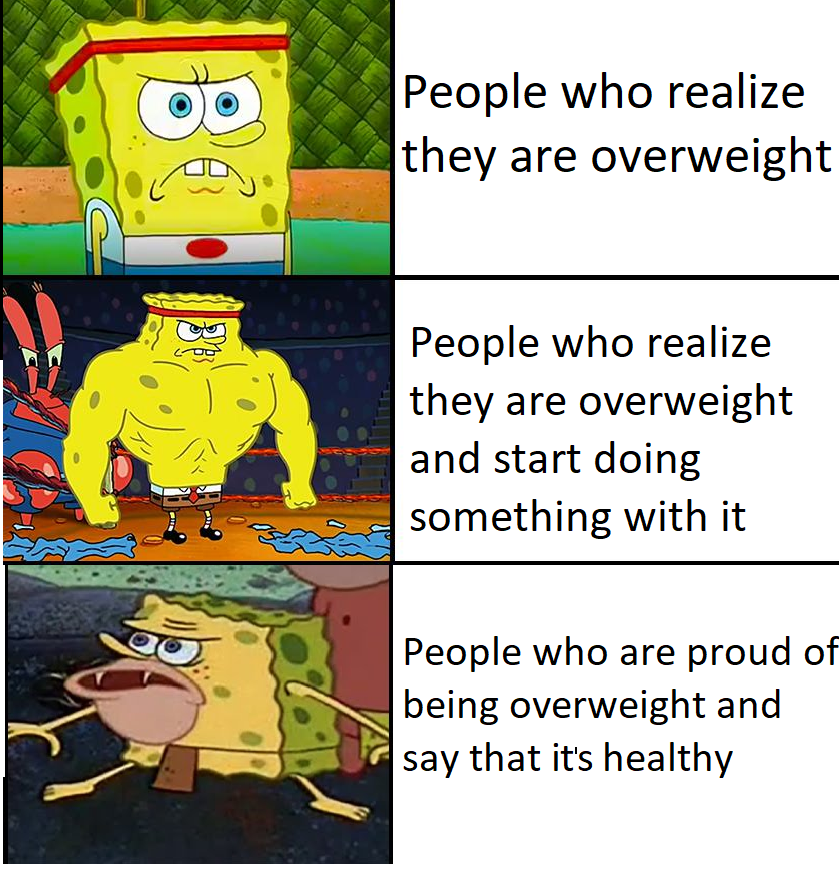 People who realize
they are overweight
People who realize
they are overweight
and start doing
something with it
People who are proud of
being overweight and
say that it's healthy